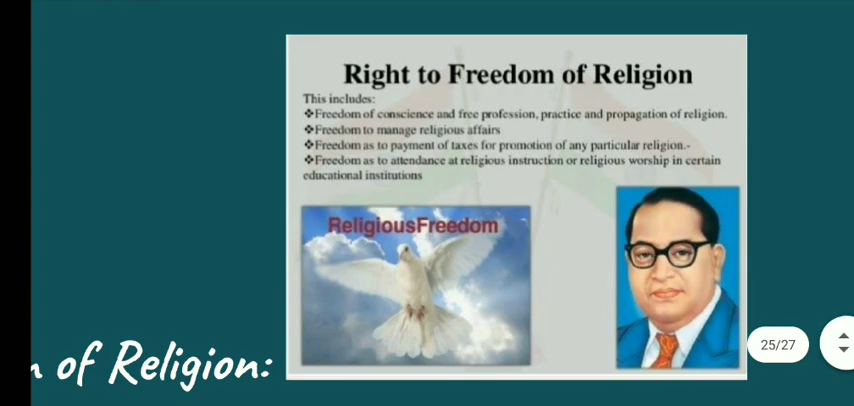 Right to Freedom of Religion
This includes:
❖Freedom of conscience and free profession, practice and propagation of religion.
❖Freedom to manage religious affairs
❖Freedom as to payment of taxes for promotion of any particular religion.-
❖Freedom as to attendance at religious instruction or religious worship in certain
educational institutions
ReligiousFreedom
of Religion:
25/27